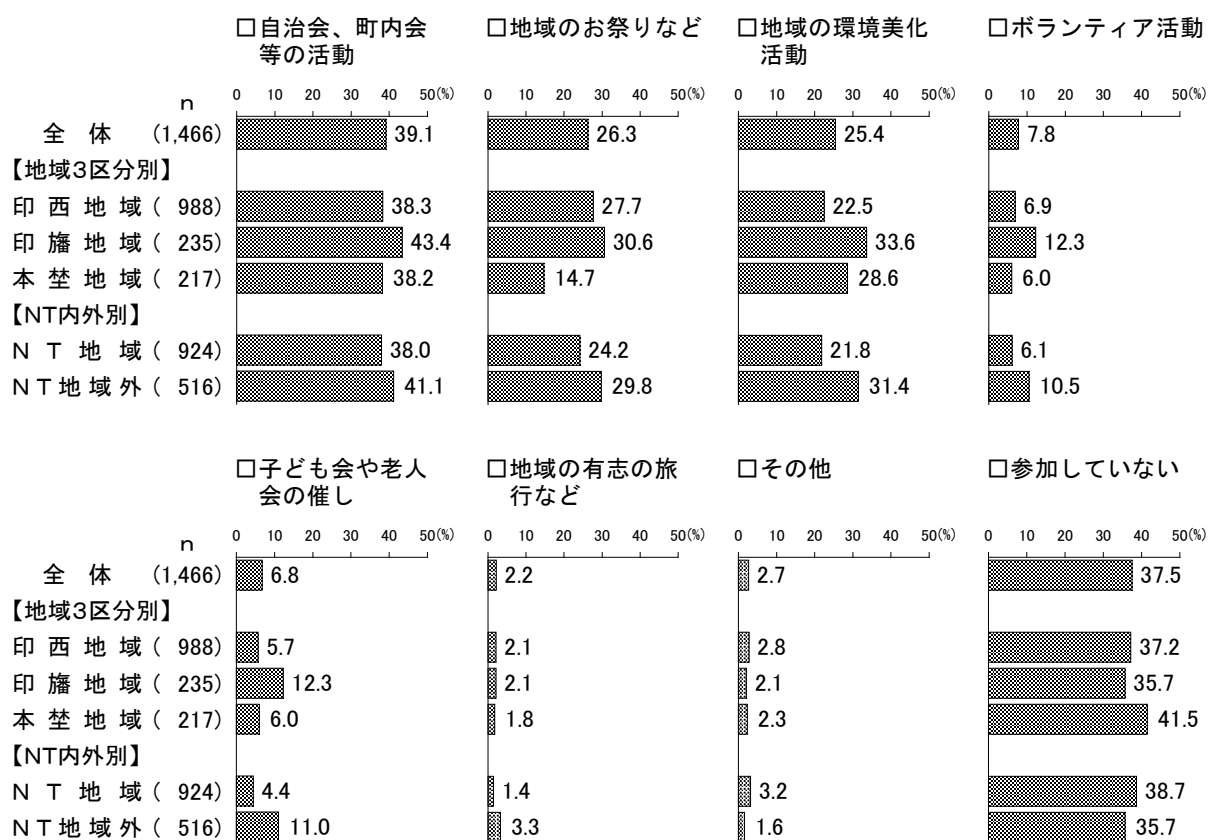 □自治会、町内会 □地域のお祭りなど □地域の環境美化 □ボランティア活動
等の活動 活動
n 0 10 20 30 40 50(%) 0 10 20 30 40 50(%) 0 10 20 30 40 50(%) 0 10 20 30 40 50(%)
全 体 (1,466) 39.1 26.3 25.4 7.8
【地域3区分別】
印 西 地 域 ( 988) 38.3 27.7 22.5 6.9
印 旛 地 域 ( 235) 43.4 30.6 33.6 12.3
本 埜 地 域 ( 217) 38.2 14.7 28.6 6.0
【NT内外別】
N T 地 域 ( 924) 38.0 24.2 21.8 6.1
N T 地 域 外 ( 516) 41.1 29.8 31.4 10.5
□子ども会や老人 □地域の有志の旅 □その他 □参加していない
会の催し 行など
n 0 10 20 30 40 50(%) 0 10 20 30 40 50(%) 0 10 20 30 40 50(%) 0 10 20 30 40 50(%)
全 体 (1,466) 6.8 2.2 2.7 37.5
【地域3区分別】
印 西 地 域 ( 988) 5.7 2.1 2.8 37.2
印 旛 地 域 ( 235) 12.3 2.1 2.1 35.7
本 埜 地 域 ( 217) 6.0 1.8 2.3 41.5
【NT内外別】
N T 地 域 ( 924) 4.4 1.4 3.2 38.7
N T 地 域 外 ( 516) 11.0 3.3 1.6 35.7